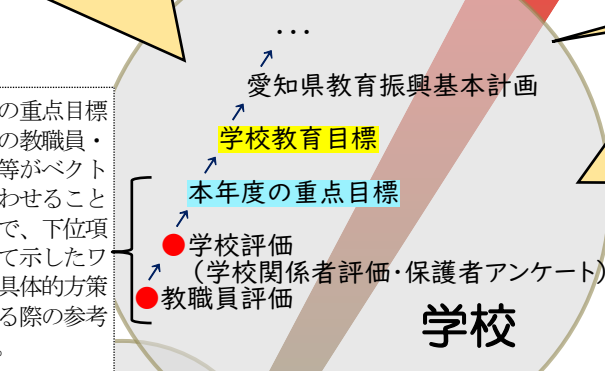 …
愛知県教育振興基本計画
学校教育目標
本年度の重点目標
●学校評価
（学校関係者評価・保護者アンケート）
●教職員評価
学校
の重点目標
の教職員・
等がベクト
わせること
で、下位項
て示したワ
具体的方策
る際の参考
。